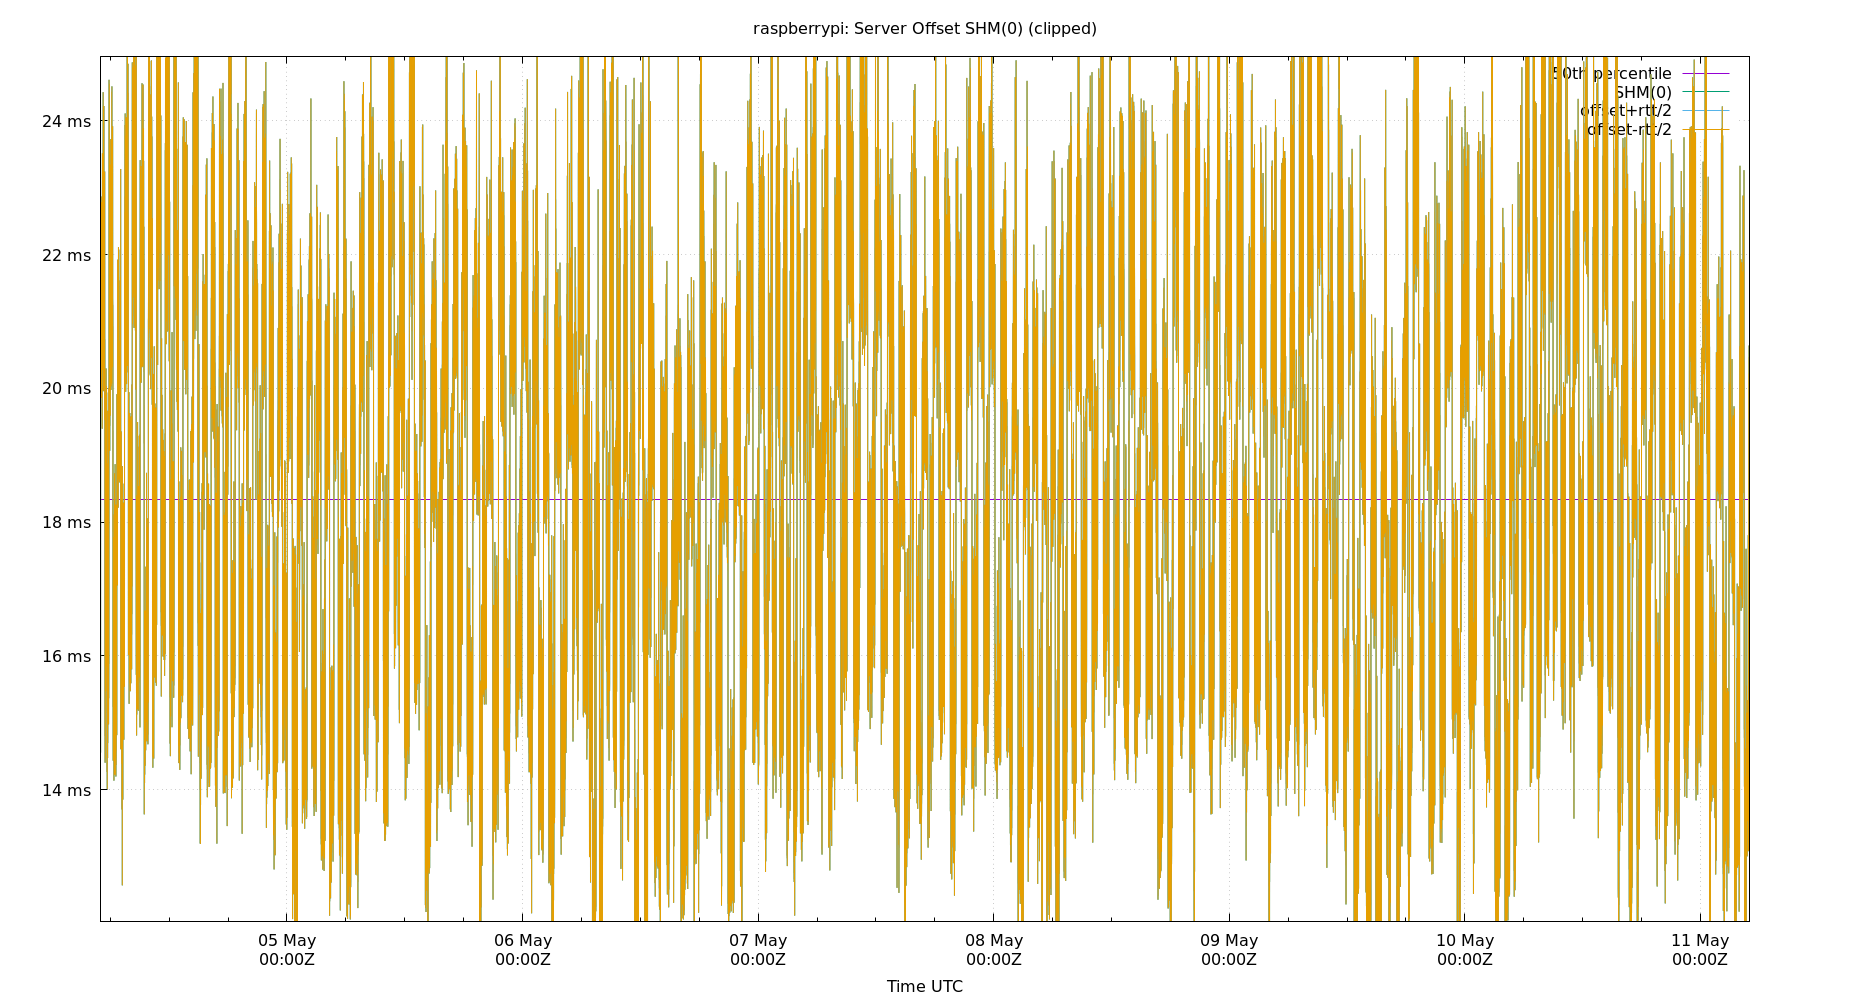 raspberrypi: Server Offset SHM(0) (clipped)
50th percentile
SHM(0)
offset+rtt/2
offset-rtt/2
24 ms
22 ms
20 ms
18 ms
16 ms
14 ms
05 May 06 May 07 May 08 May 09 May 10 May 11 May
00:00Z 00:00Z 00:00Z 00:00Z 00:00Z 00:00Z 00:00Z
Time UTC